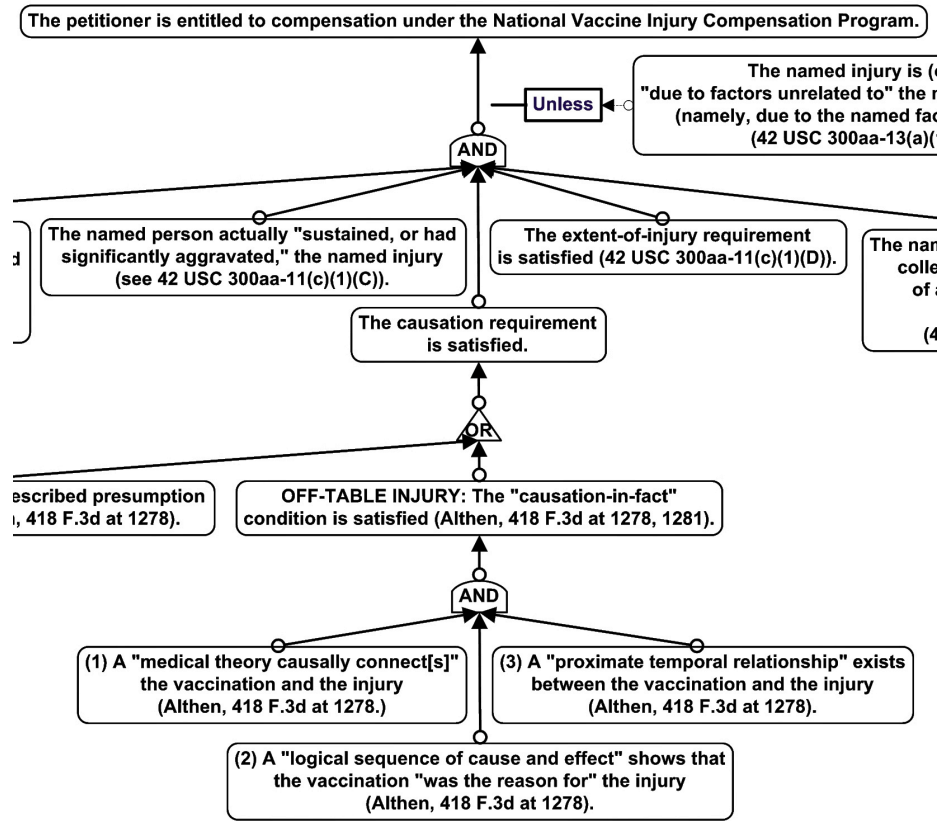 The petitioner is entitled to compensation under the National Vaccine Injury Compensation Program.
The named injury is
"due to factors unrelated to" the
(namely, due to the named
(42 USC
Unless
AND
The named person actually "sustained, or had
significantly aggravated," the named injury
(see 42 USC 300aa-11(c)(1)(C)).
The extent-of-injury requirement
is satisfied (42 USC 300aa-11(c)(1)(D)).
The
of
The causation requirement
is satisfied.
OR
presumption
418 F.3d at 1278).
OFF-TABLE INJURY: The "causation-in-fact"
condition is satisfied (Althen, 418 F.3d at 1278, 1281).
AND
(1) A "medical theory causally connect[s]"
the vaccination and the injury
(Althen, 418 F.3d at 1278.)
(3) A "proximate temporal relationship" exists
between the vaccination and the injury
(Althen, 418 F.3d at 1278).
(2) A "logical sequence of cause and effect" shows that
the vaccination "was the reason for" the injury
(Althen, 418 F.3d at 1278).